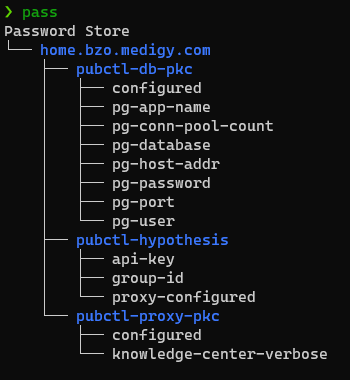 ❯ pass
Password Store
└── home.bzo.medigy.com
    ├── pubctl-db-pkc
    │   ├── configured
    │   ├── pg-app-name
    │   ├── pg-conn-pool-count
    │   ├── pg-database
    │   ├── pg-host-addr
    │   ├── pg-password
    │   ├── pg-port
    │   └── pg-user
    ├── pubctl-hypothesis
    │   ├── api-key
    │   ├── group-id
    │   └── proxy-configured
    └── pubctl-proxy-pkc
        ├── configured
        └── knowledge-center-verbose